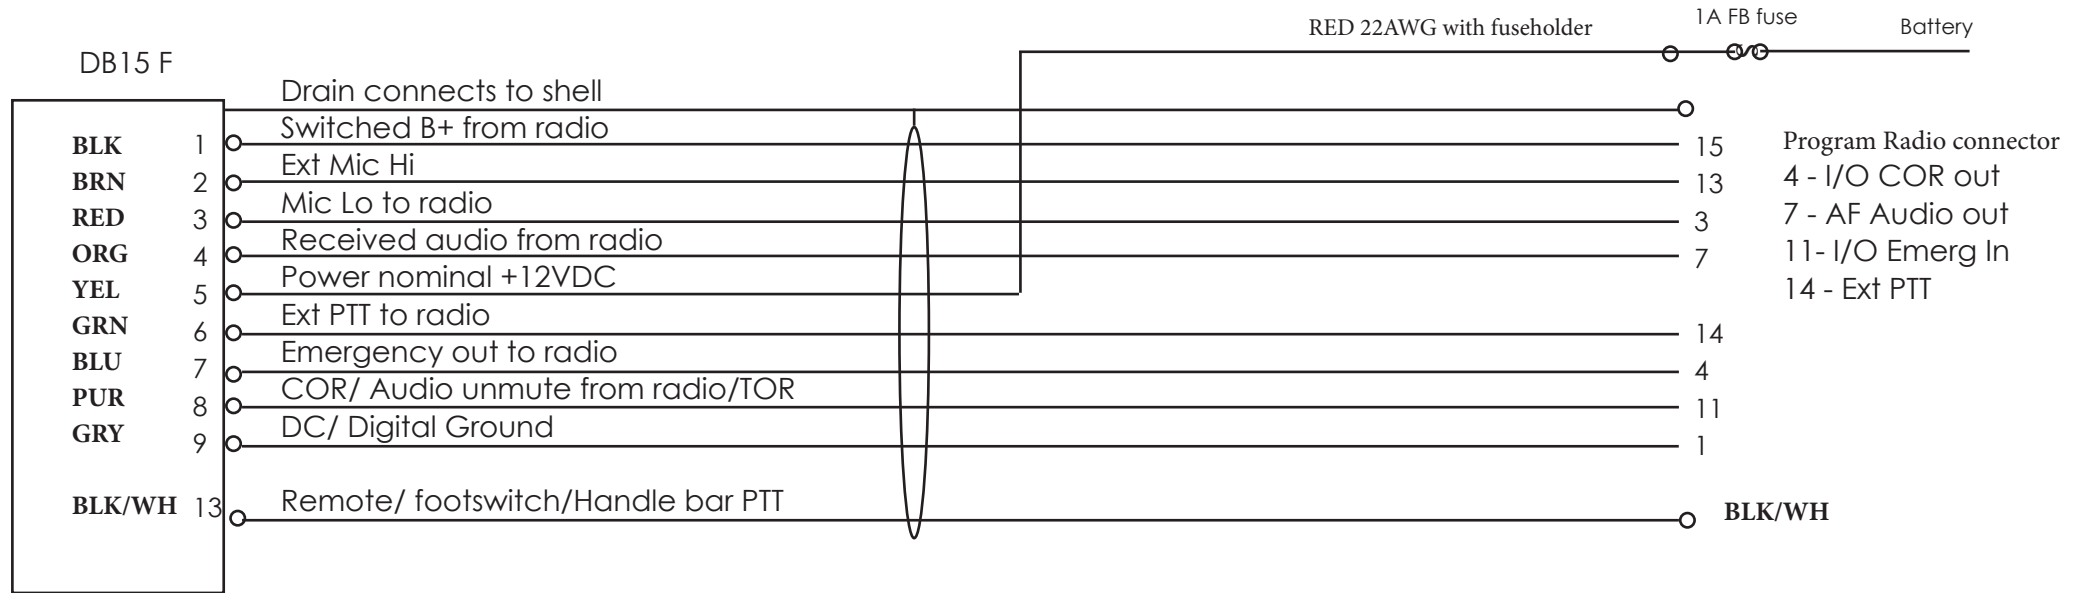 RED 22AWG with fuseholder
1A FB fuse
Battery
DB15 F
Drain connects to shell
BLK 1 Switched B+ from radio 15
BRN 2 Ext Mic Hi 13
RED 3 Mic Lo to radio 3
ORG 4 Received audio from radio 7
YEL 5 Power nominal +12VDC
GRN 6 Ext PTT to radio 14
BLU 7 Emergency out to radio 4
PUR 8 COR/ Audio unmute from radio/TOR 11
GRY 9 DC/ Digital Ground 1
BLK/WH 13 Remote/ footswitch/Handle bar PTT BLK/WH
Program Radio connector
4 - I/O COR out
7 - AF Audio out
11- I/O Emerg In
14 - Ext PTT